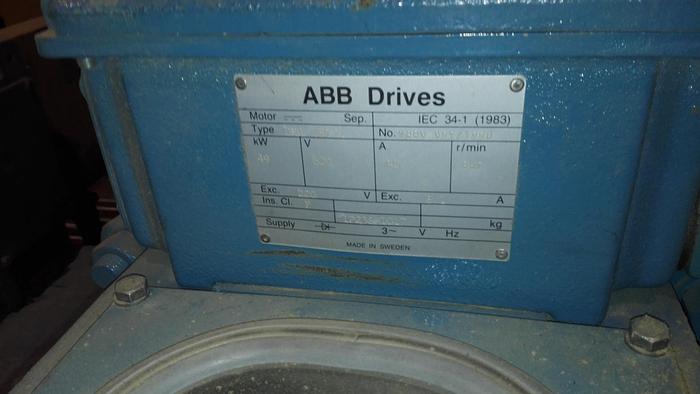 ABB Drives
Motor Sep. IEC 34-1 (1983)
Type No.
kW V A r/min
49
Exc. V Exc. A
Ins. Cl.
kg
Supply 3~ V Hz
MADE IN SWEDEN